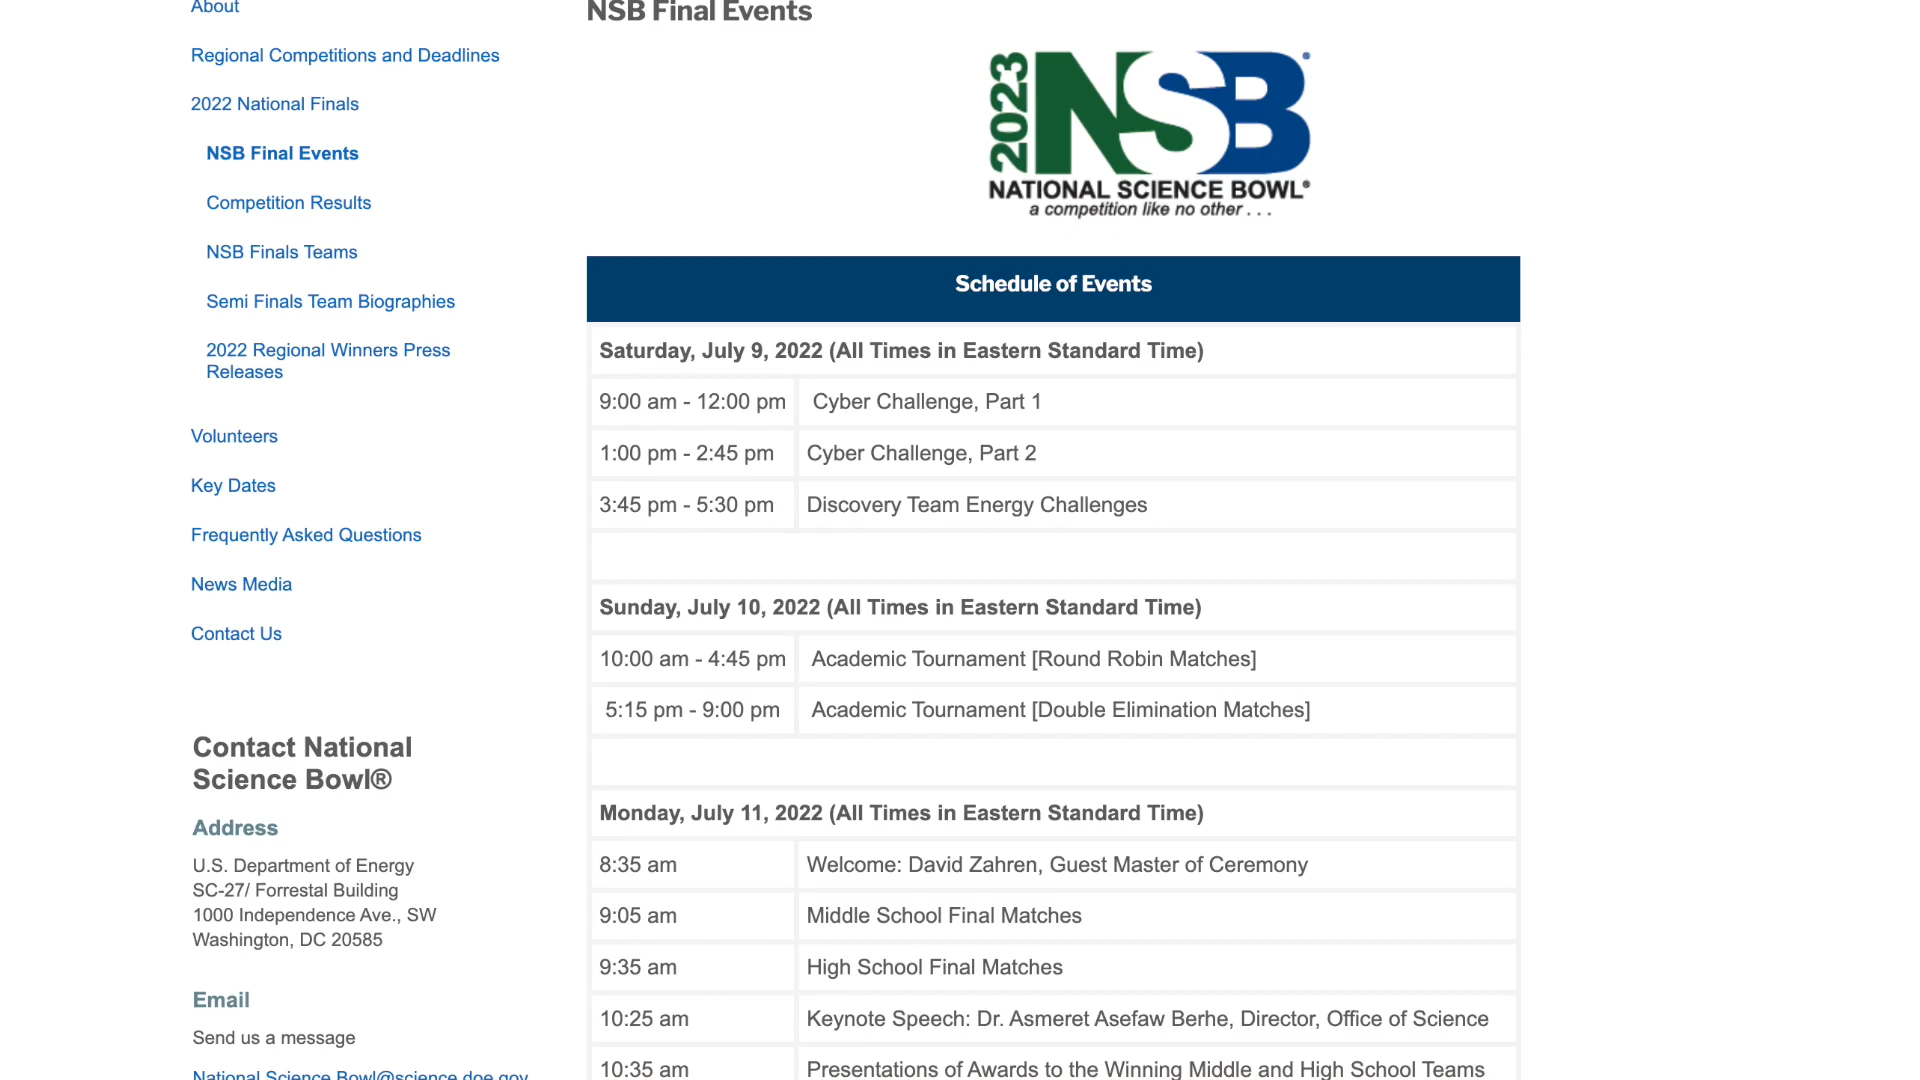 About
Regional Competitions and Deadlines
2022 National Finals
NSB Final Events
Competition Results
NSB Finals Teams
Semi Finals Team Biographies
2022 Regional Winners Press
Releases
Volunteers
Key Dates
Frequently Asked Questions
News Media
Contact Us
Contact National
Science Bowl®
Address
U.S. Department of Energy
SC-27/ Forrestal Building
1000 Independence Ave., SW
Washington, DC 20585
Email
Send us a message
National.Science.Bowl@science.doe.gov
NSB Final Events
2023 NSB®
NATIONAL SCIENCE BOWL®
a competition like no other . . .
Schedule of Events
Saturday, July 9, 2022 (All Times in Eastern Standard Time)
9:00 am - 12:00 pm Cyber Challenge, Part 1
1:00 pm - 2:45 pm Cyber Challenge, Part 2
3:45 pm - 5:30 pm Discovery Team Energy Challenges
Sunday, July 10, 2022 (All Times in Eastern Standard Time)
10:00 am - 4:45 pm Academic Tournament [Round Robin Matches]
5:15 pm - 9:00 pm Academic Tournament [Double Elimination Matches]
Monday, July 11, 2022 (All Times in Eastern Standard Time)
8:35 am Welcome: David Zahren, Guest Master of Ceremony
9:05 am Middle School Final Matches
9:35 am High School Final Matches
10:25 am Keynote Speech: Dr. Asmeret Asefaw Berhe, Director, Office of Science
10:35 am Presentations of Awards to the Winning Middle and High School Teams